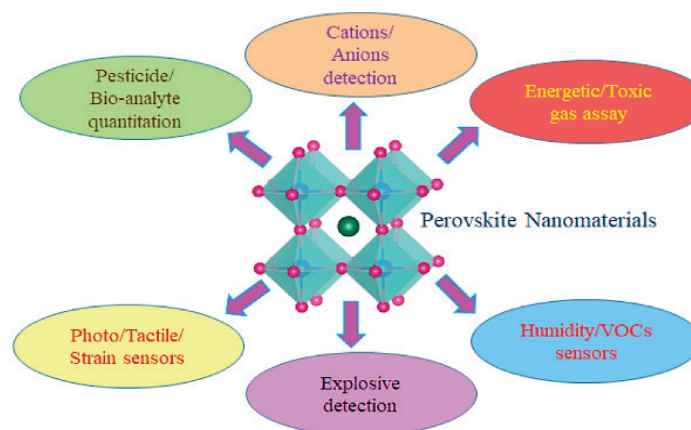 Cations/
Anions
detection
Pesticide/
Bio-analyte
quantitation
Energetic/Toxic
gas assay
Perovskite Nanomaterials
Photo/Tactile/
Strain sensors
Humidity/VOCs
sensors
Explosive
detection